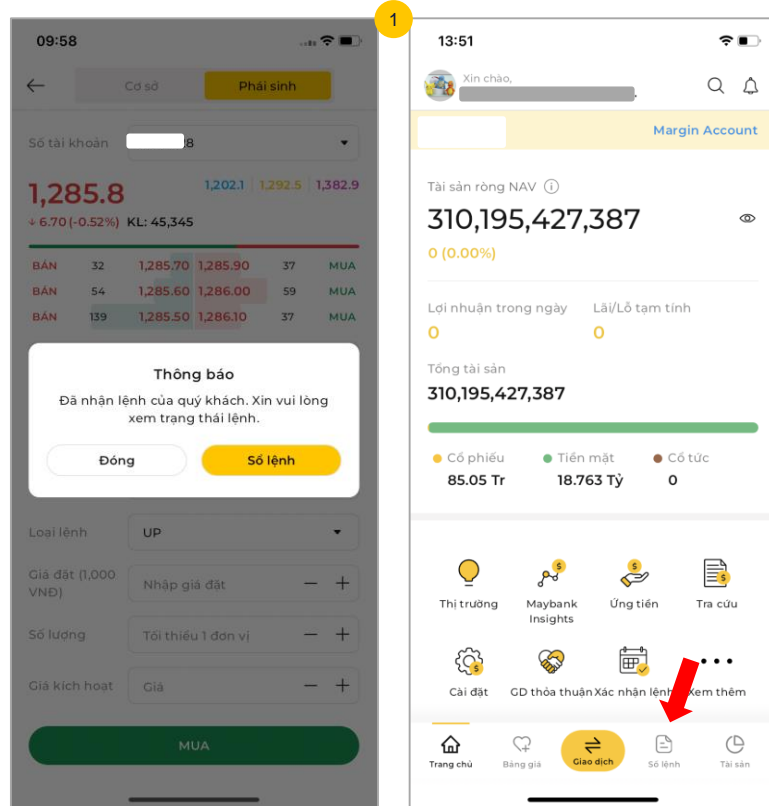 1
09:58
Cơ sở Phái sinh
Số tài khoản 8
1,285.8 1,202.1 1,292.5 1,382.9
6.70 (-0.52%) KL: 45,345
BÁN 32 1,285.70 1,285.90 37 MUA
BÁN 54 1,285.60 1,286.00 59 MUA
BÁN 139 1,285.50 1,286.10 37 MUA
Thông báo
Đã nhận lệnh của quý khách. Xin vui lòng
xem trạng thái lệnh.
Đóng Sổ lệnh
Loại lệnh UP
Giá đặt (1,000
VNĐ) Nhập giá đặt
Số lượng Tối thiểu 1 đơn vị
Giá kích hoạt Giá
MUA
13:51
Xin chào,
Margin Account
Tài sản ròng NAV
310,195,427,387
0 (0.00%)
Lợi nhuận trong ngày Lãi/Lỗ tạm tính
0 0
Tổng tài sản
310,195,427,387
Cổ phiếu Tiền mặt Cổ tức
85.05 Tr 18.763 Tỷ 0
Thị trường Maybank Insights Ứng tiền Tra cứu
Cài đặt GD thỏa thuận Xác nhận lệnh Xem thêm
Trang chủ Bảng giá Giao dịch Sổ lệnh Tài sản